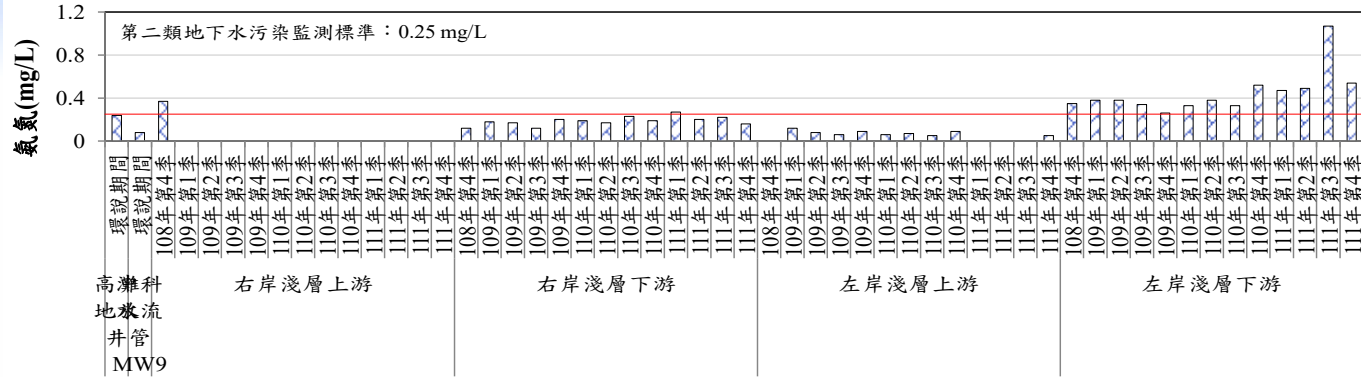 氨氮(mg/L)
1.2
0.8
0.4
0
第二類地下水污染監測標準：0.25 mg/L
環說期間
環說期間
108年第4季
109年第1季
109年第2季
109年第3季
109年第4季
110年第1季
110年第2季
110年第3季
110年第4季
111年第1季
111年第2季
111年第3季
111年第4季
108年第4季
109年第1季
109年第2季
109年第3季
109年第4季
110年第1季
110年第2季
110年第3季
110年第4季
111年第1季
111年第2季
111年第3季
111年第4季
108年第4季
109年第1季
109年第2季
109年第3季
109年第4季
110年第1季
110年第2季
110年第3季
110年第4季
111年第1季
111年第2季
111年第3季
111年第4季
108年第4季
109年第1季
109年第2季
109年第3季
109年第4季
110年第1季
110年第2季
110年第3季
110年第4季
111年第1季
111年第2季
111年第3季
111年第4季
高灘
地水
井
科
流
管
MW9
右岸淺層上游
右岸淺層下游
左岸淺層上游
左岸淺層下游